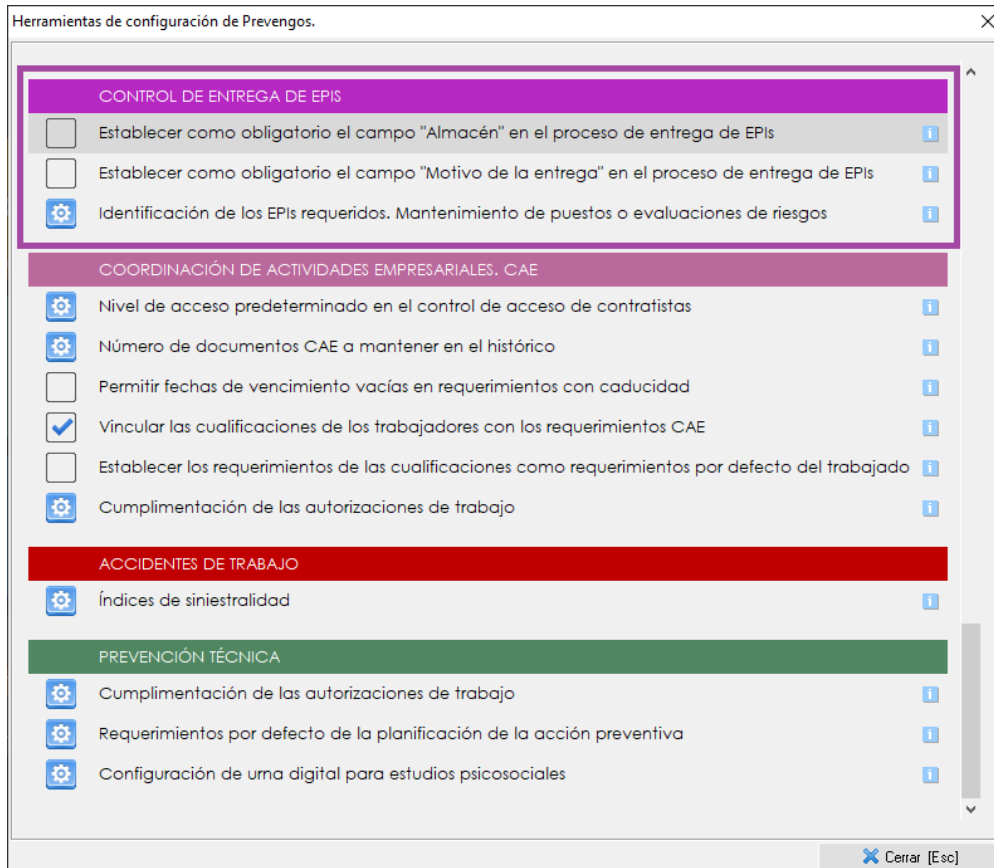 Herramientas de configuración de Prevengos.
CONTROL DE ENTREGA DE EPIS
Establecer como obligatorio el campo "Almacén" en el proceso de entrega de EPIs
Establecer como obligatorio el campo "Motivo de la entrega" en el proceso de entrega de EPIs
Identificación de los EPIs requeridos. Mantenimiento de puestos o evaluaciones de riesgos
COORDINACIÓN DE ACTIVIDADES EMPRESARIALES. CAE
Nivel de acceso predeterminado en el control de acceso de contratistas
Número de documentos CAE a mantener en el histórico
Permitir fechas de vencimiento vacías en requerimientos con caducidad
Vincular las cualificaciones de los trabajadores con los requerimientos CAE
Establecer los requerimientos de las cualificaciones como requerimientos por defecto del trabajado
Cumplimentación de las autorizaciones de trabajo
ACCIDENTES DE TRABAJO
Índices de siniestralidad
PREVENCIÓN TÉCNICA
Cumplimentación de las autorizaciones de trabajo
Requerimientos por defecto de la planificación de la acción preventiva
Configuración de urna digital para estudios psicosociales
Cerrar [Esc]